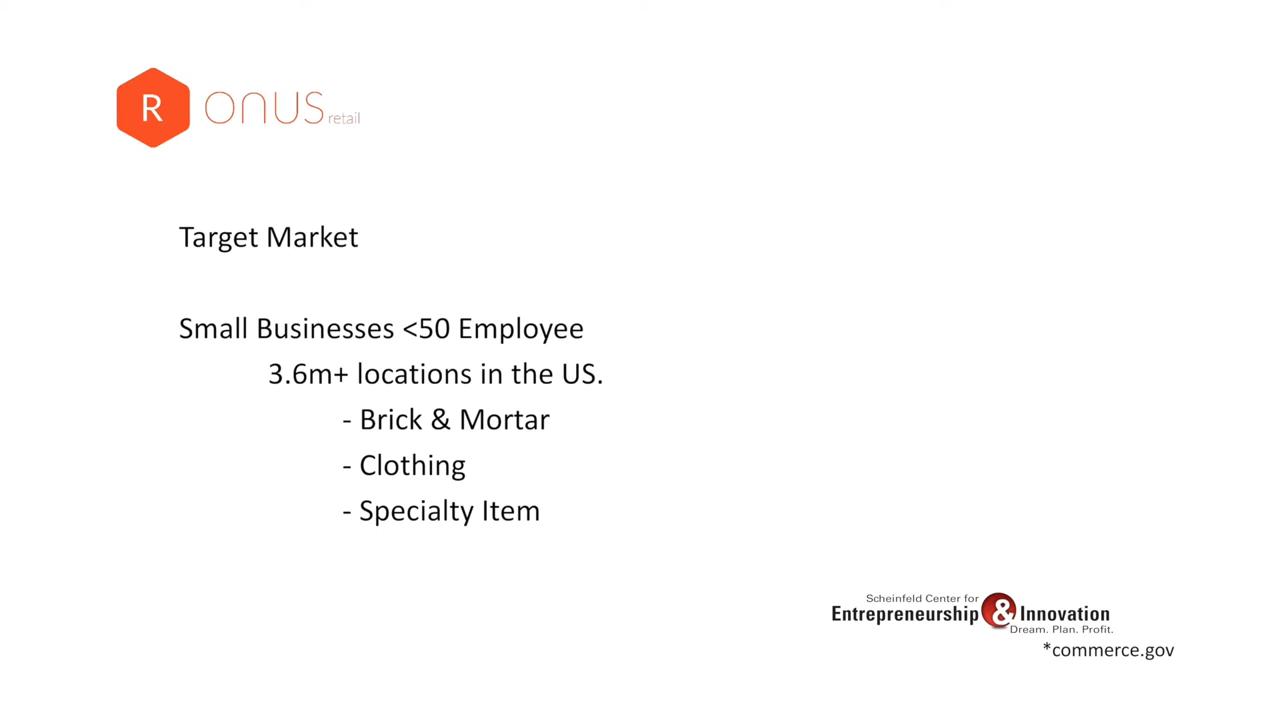 R onus retail
Target Market
Small Businesses <50 Employee
3.6m+ locations in the US.
- Brick & Mortar
- Clothing
- Specialty Item
Scheinfeld Center for
Entrepreneurship & Innovation
Dream. Plan. Profit.
*commerce.gov